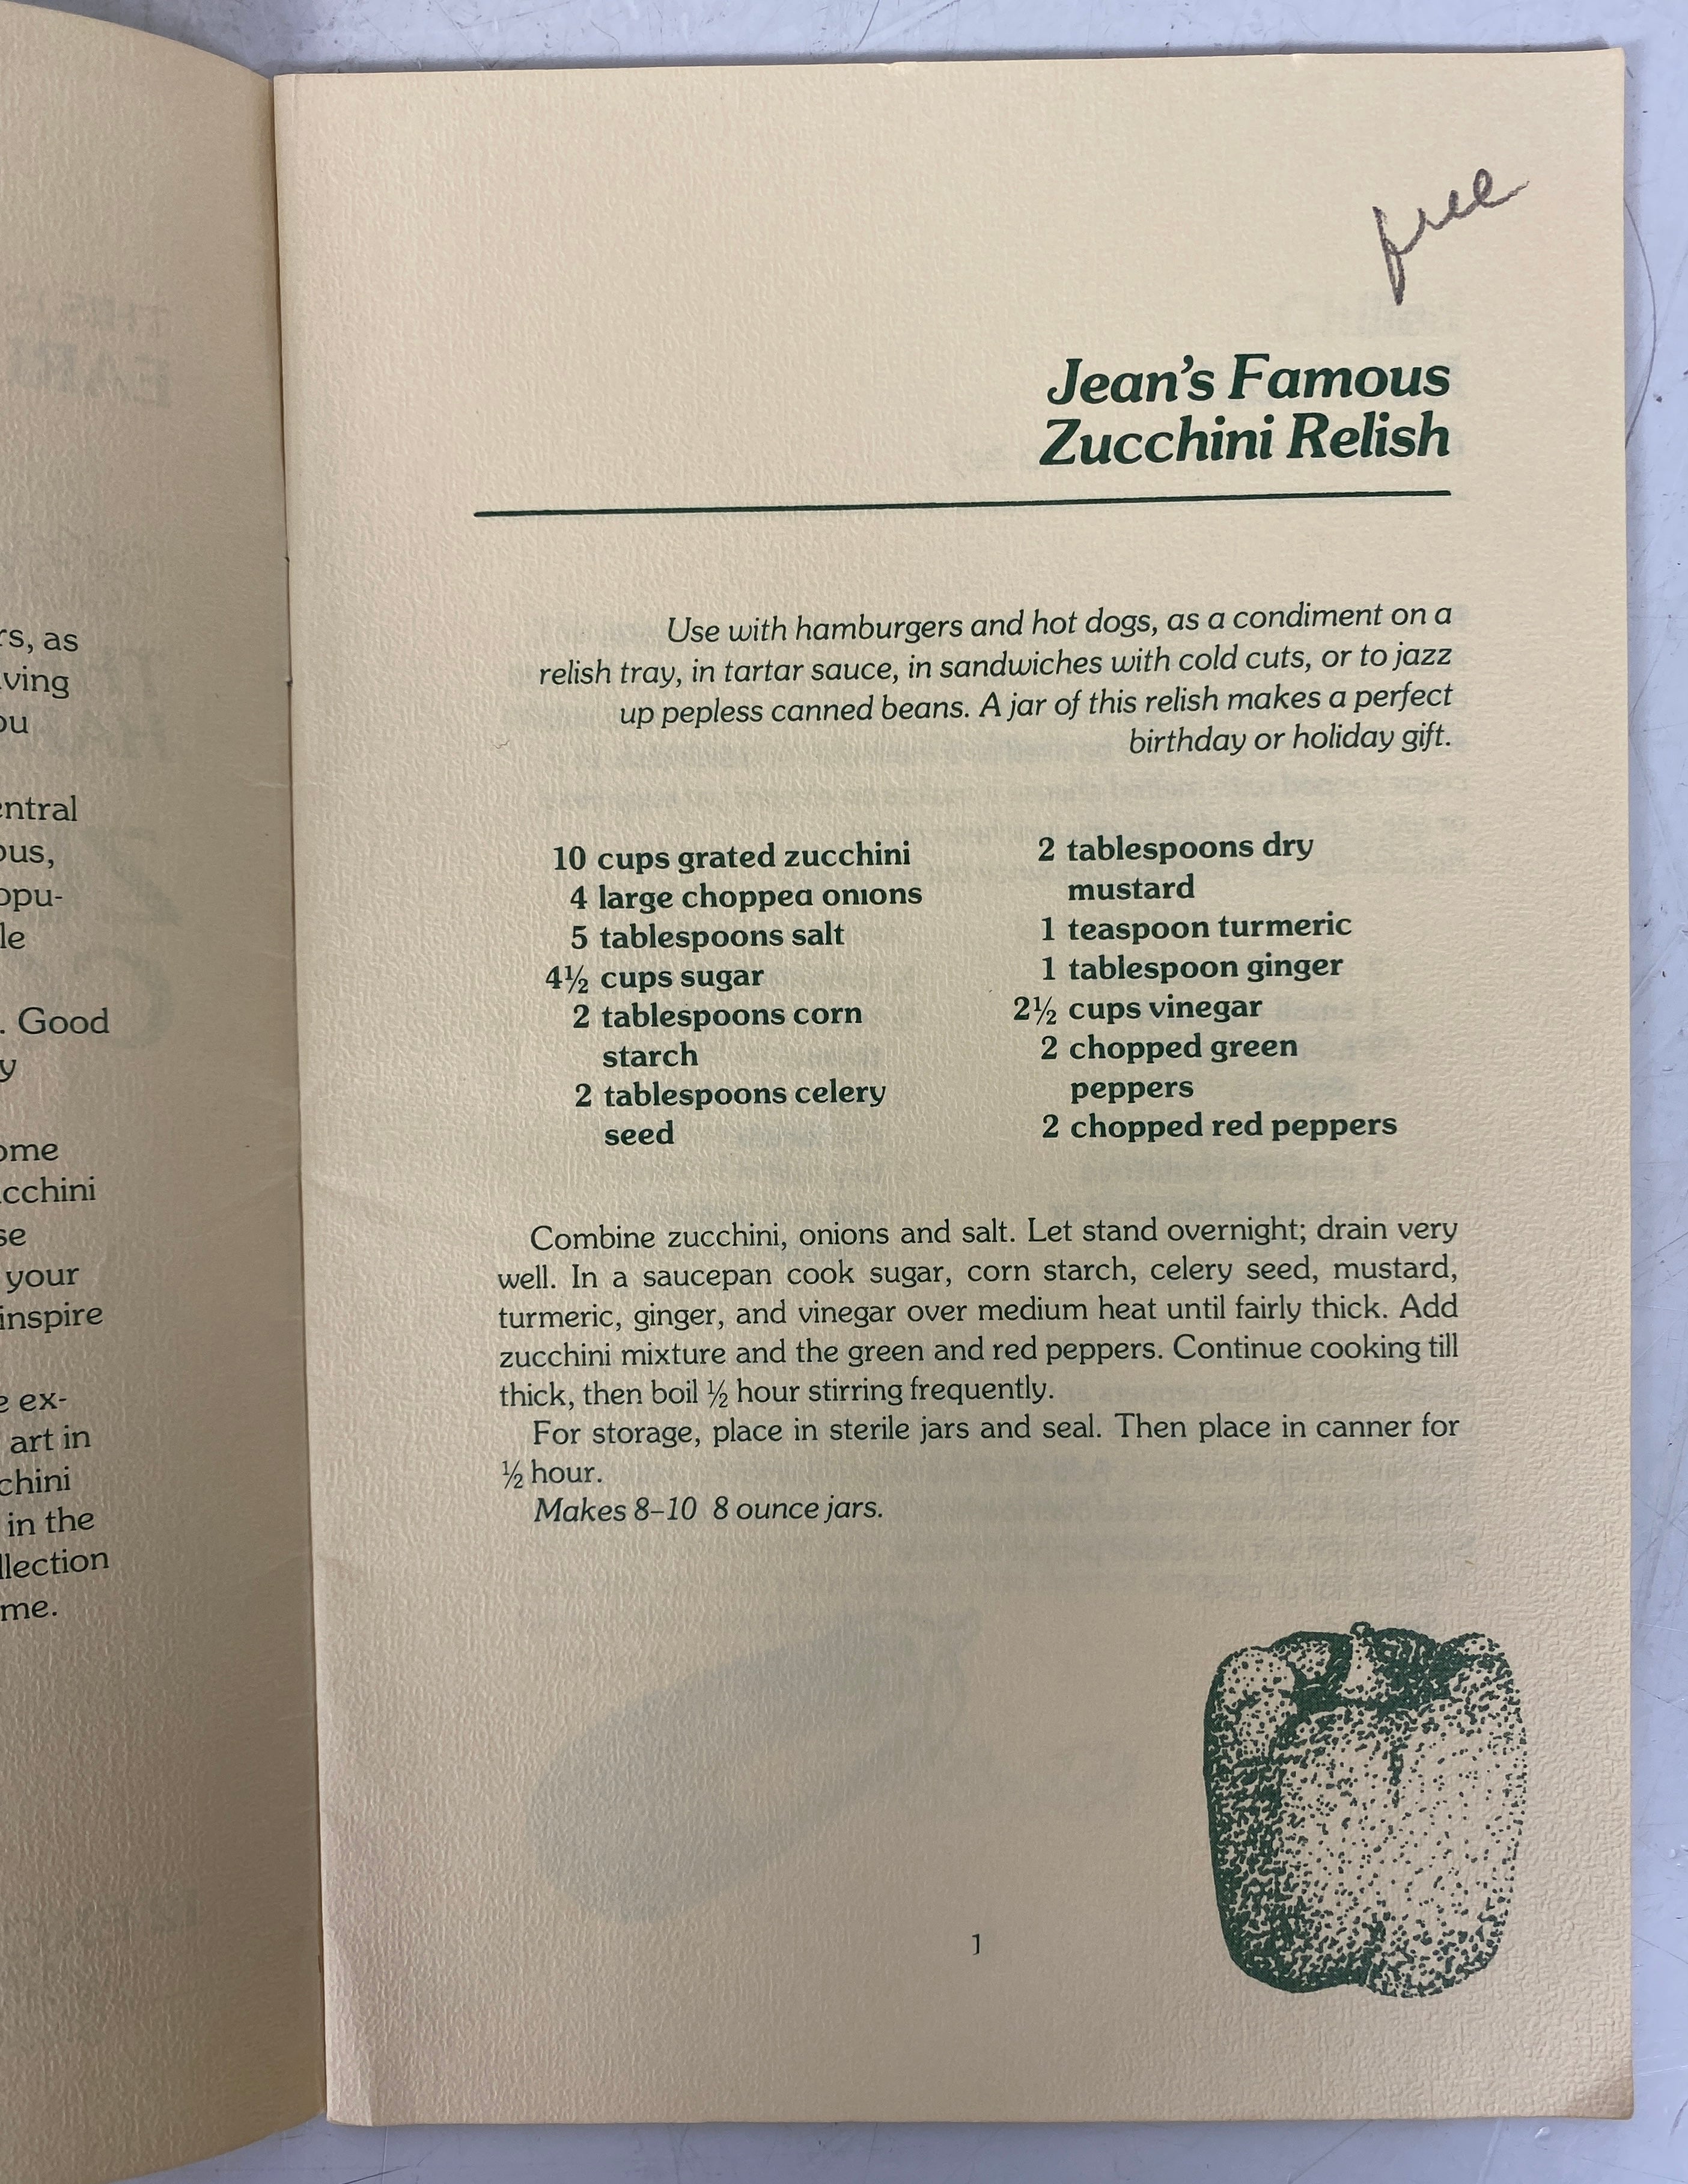 rs, as
ving
ou
entral
ous,
opu-
le
. Good
y
ome
cchini
se
your
inspire
e ex-
art in
chini
in the
llection
me.
free
Jean's Famous
Zucchini Relish
Use with hamburgers and hot dogs, as a condiment on a
relish tray, in tartar sauce, in sandwiches with cold cuts, or to jazz
up pepless canned beans. A jar of this relish makes a perfect
birthday or holiday gift.
10 cups grated zucchini
4 large chopped onions
5 tablespoons salt
4½ cups sugar
2 tablespoons corn
starch
2 tablespoons celery
seed
2 tablespoons dry
mustard
1 teaspoon turmeric
1 tablespoon ginger
2½ cups vinegar
2 chopped green
peppers
2 chopped red peppers
Combine zucchini, onions and salt. Let stand overnight; drain very
well. In a saucepan cook sugar, corn starch, celery seed, mustard,
turmeric, ginger, and vinegar over medium heat until fairly thick. Add
zucchini mixture and the green and red peppers. Continue cooking till
thick, then boil ½ hour stirring frequently.
For storage, place in sterile jars and seal. Then place in canner for
½ hour.
Makes 8–10 8 ounce jars.
1